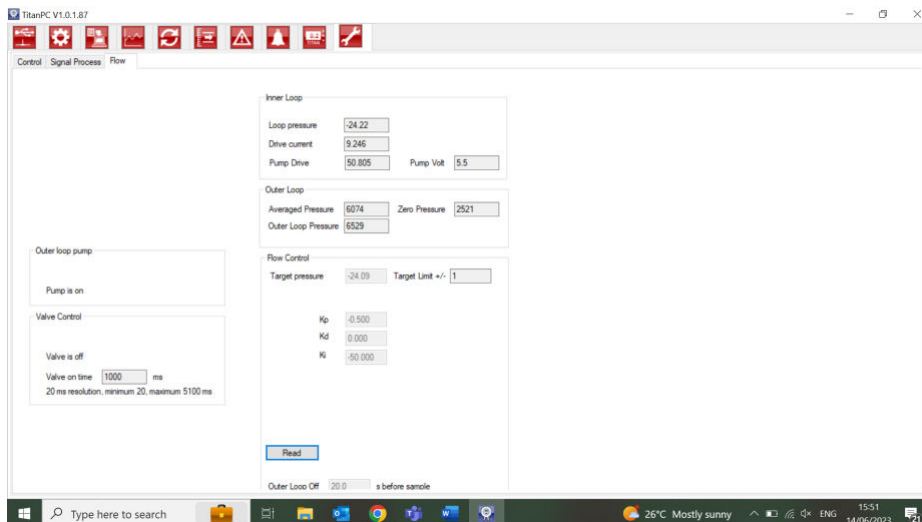 TitanPC V1.0.1.87
TITAN
Control Signal Process Flow
Inner Loop
Loop pressure -24.22
Drive current 9.246
Pump Drive 50.805 Pump Volt 5.5
Outer Loop
Averaged Pressure 6074 Zero Pressure 2521
Outer Loop Pressure 6529
Outer loop pump
Pump is on
Valve Control
Valve is off
Valve on time 1000 ms
20 ms resolution, minimum 20, maximum 5100 ms
Flow Control
Target pressure -24.09 Target Limit +/- 1
Kp -0.500
Kd 0.000
Ki -50.000
Read
Outer Loop Off 20.0 s before sample
Type here to search
26°C Mostly sunny ENG
15:51
14/06/2023